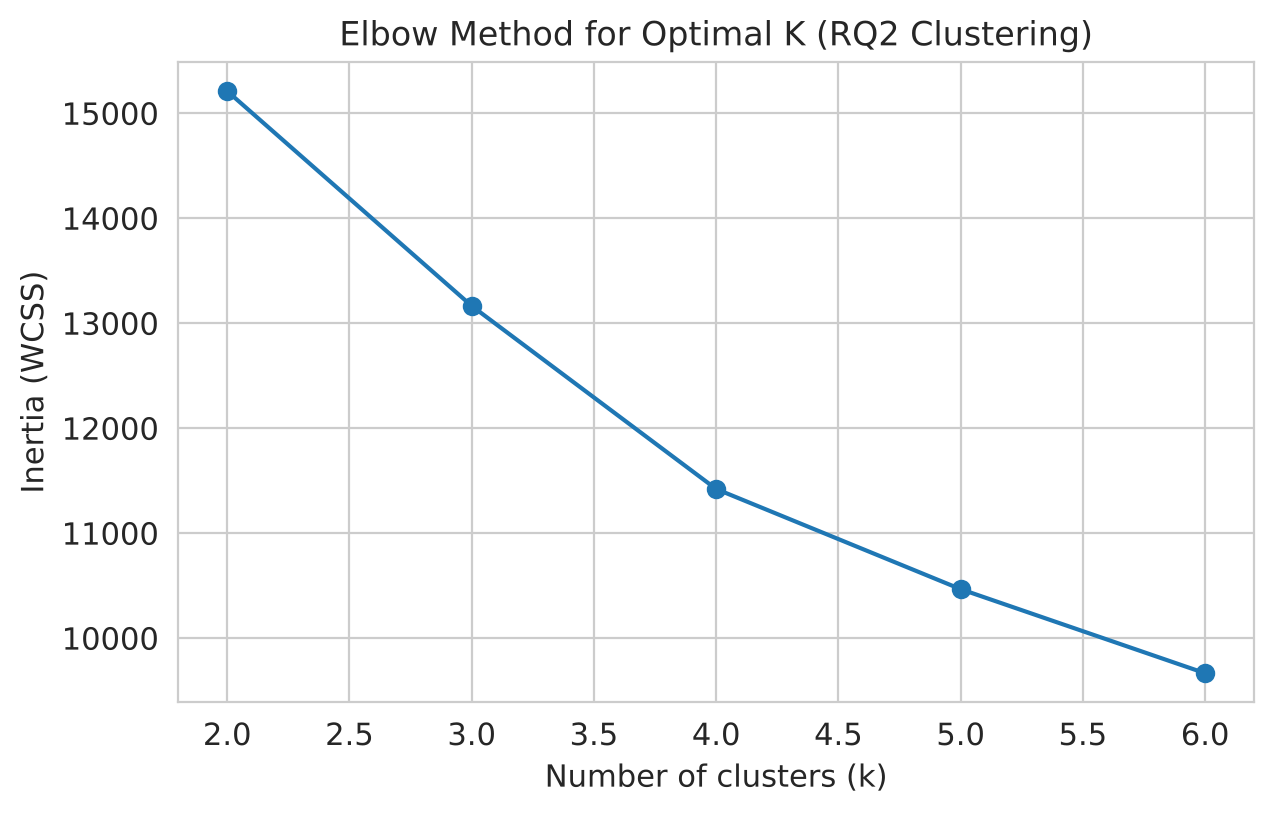 Elbow Method for Optimal K (RQ2 Clustering)
Inertia (WCSS)
15000
14000
13000
12000
11000
10000
2.0 2.5 3.0 3.5 4.0 4.5 5.0 5.5 6.0
Number of clusters (k)